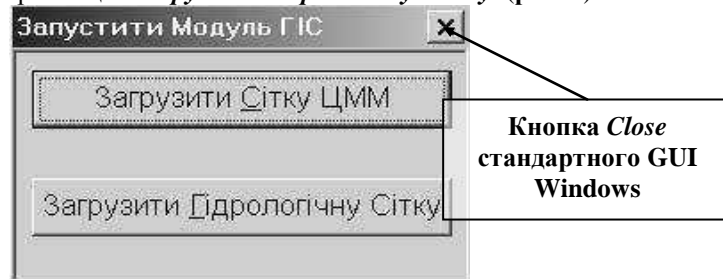 Запустити Модуль ГІС
Загрузити Сітку ЦММ
Кнопка Close
стандартного GUI
Windows
Загрузити Гідрологічну Сітку